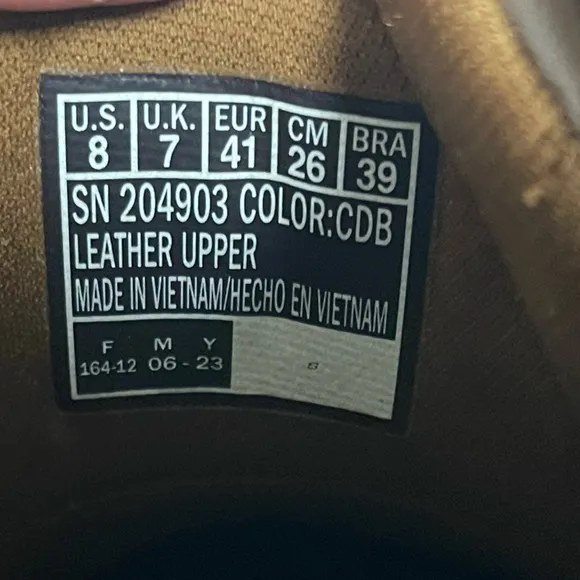 U.S. U.K. EUR CM BRA
8 7 41 26 39
SN 204903 COLOR:CDB
LEATHER UPPER
MADE IN VIETNAM/HECHO EN VIETNAM
F M Y
164-12 06 - 23